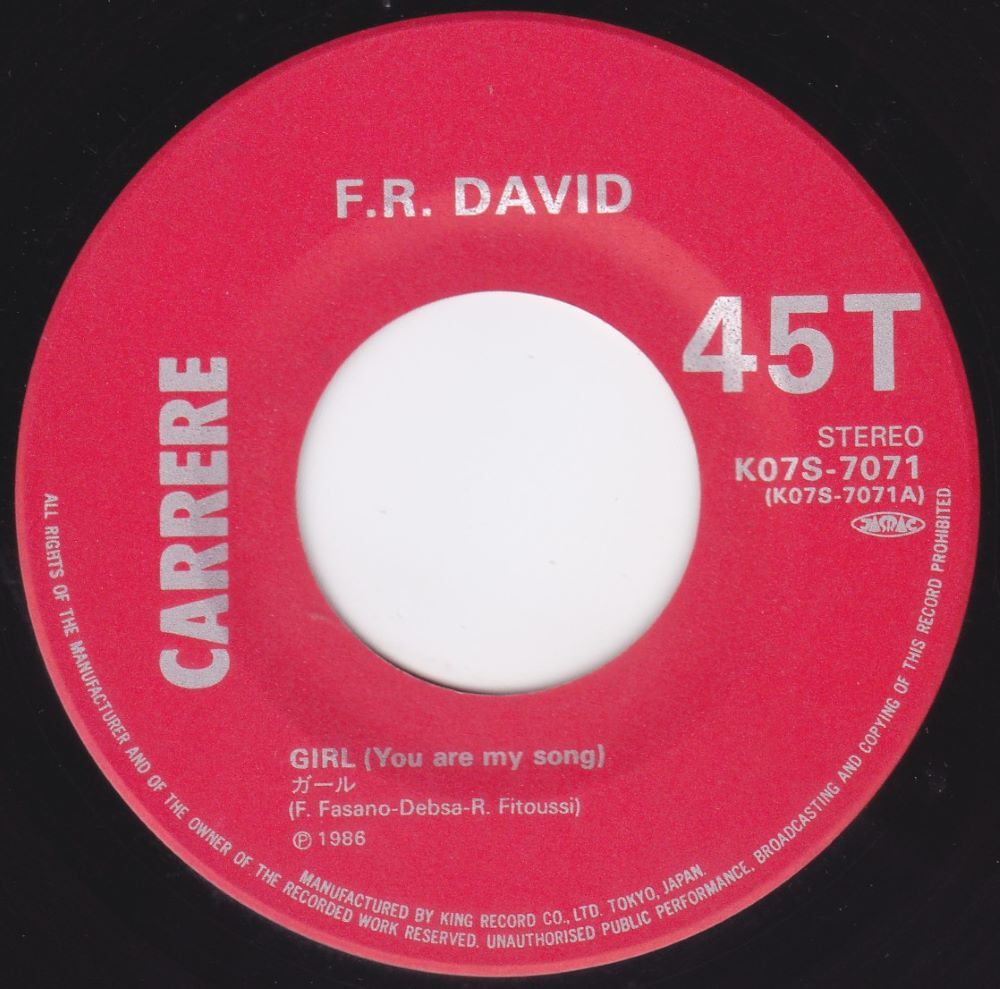 F.R. DAVID
45T
CARRERE
STEREO
K07S-7071
(K07S-7071A)
JASRAC
GIRL (You are my song)
ガール
(F. Fasano-Debsa-R. Fitoussi)
Ⓟ 1986
MANUFACTURED BY KING RECORD CO., LTD. TOKYO, JAPAN.
ALL RIGHTS OF THE MANUFACTURER AND OF THE OWNER OF THE RECORDED WORK RESERVED. UNAUTHORISED PUBLIC PERFORMANCE, BROADCASTING AND COPYING OF THIS RECORD PROHIBITED